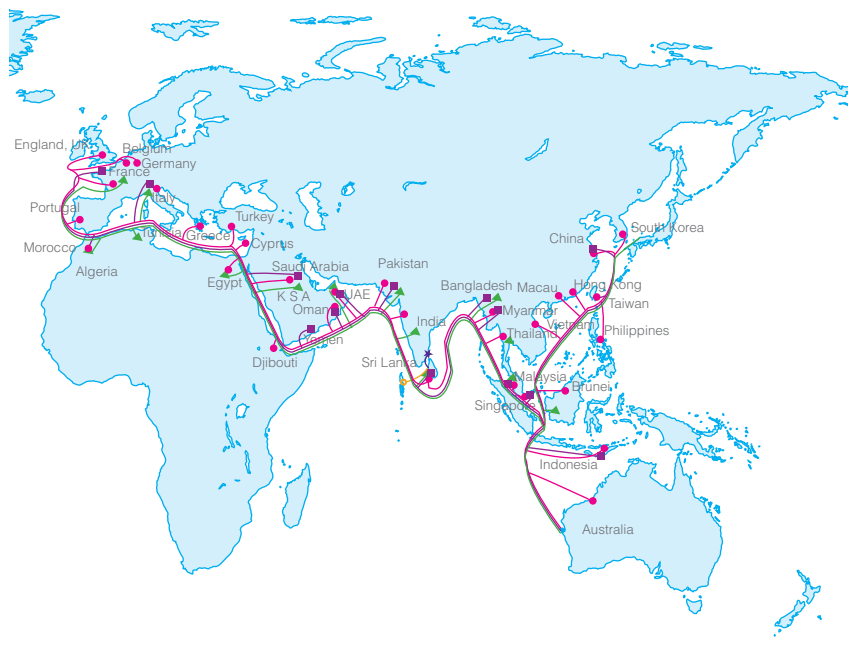 England, UK
Belgium
France
Germany
Italy
Portugal
Turkey
Greece
Tunisia
Cyprus
Morocco
Algeria
Egypt
Saudi Arabia
K S A
UAE
Oman
Yemen
Djibouti
Pakistan
India
Sri Lanka
Bangladesh
Myanmar
Thailand
Malaysia
Singapore
Vietnam
Macau
China
South Korea
Hong Kong
Taiwan
Philippines
Brunei
Indonesia
Australia